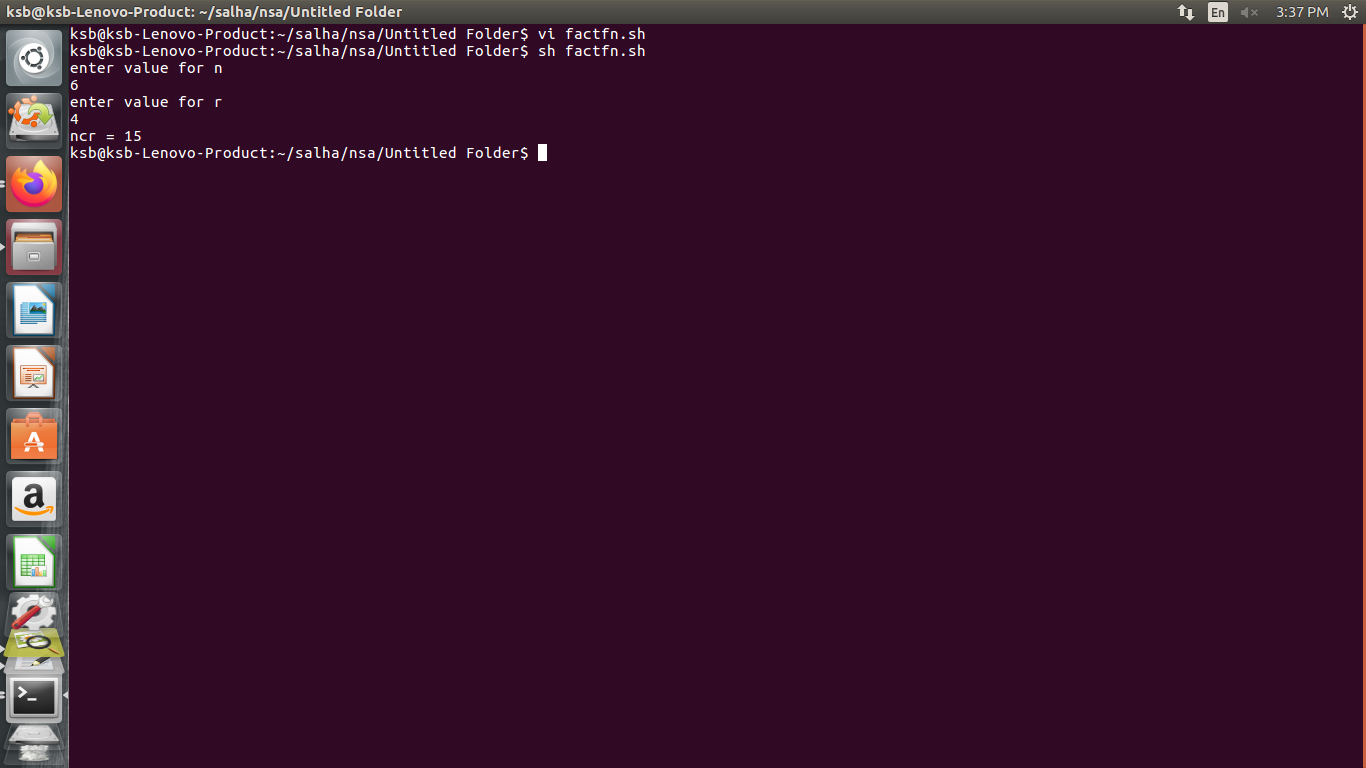 ksb@ksb-Lenovo-Product: ~/salha/nsa/Untitled Folder
En
3:37 PM
ksb@ksb-Lenovo-Product:~/salha/nsa/Untitled Folder$ vi factfn.sh
ksb@ksb-Lenovo-Product:~/salha/nsa/Untitled Folder$ sh factfn.sh
enter value for n
6
enter value for r
4
ncr = 15
ksb@ksb-Lenovo-Product:~/salha/nsa/Untitled Folder$